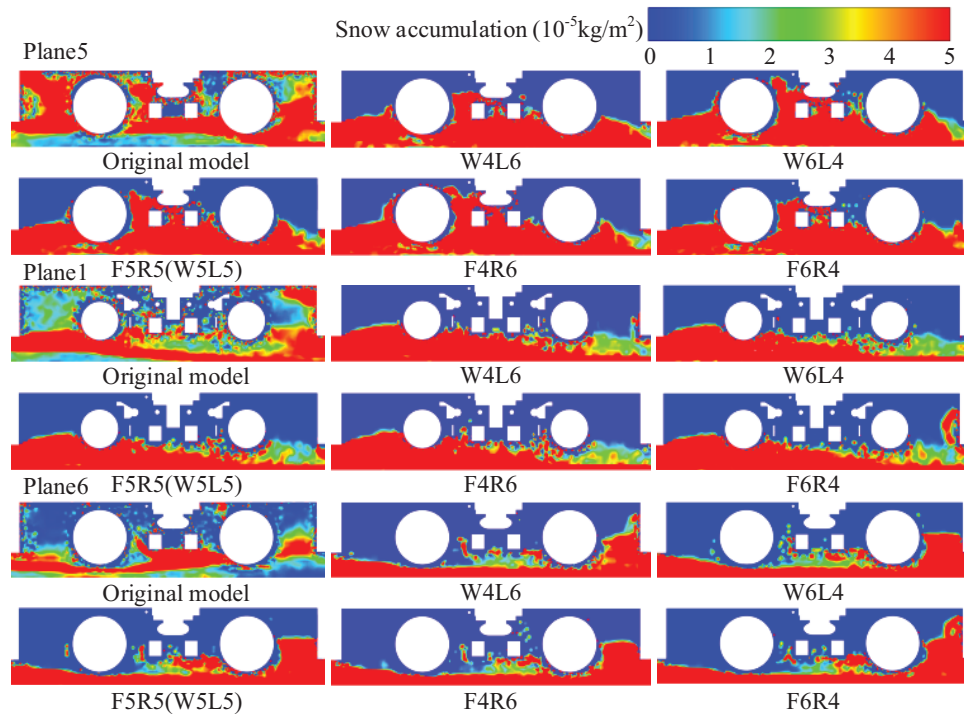 Snow accumulation (10⁻⁵kg/m²)
0 1 2 3 4 5
Plane5
Original model W4L6 W6L4
F5R5(W5L5) F4R6 F6R4
Plane1
Original model W4L6 W6L4
F5R5(W5L5) F4R6 F6R4
Plane6
Original model W4L6 W6L4
F5R5(W5L5) F4R6 F6R4